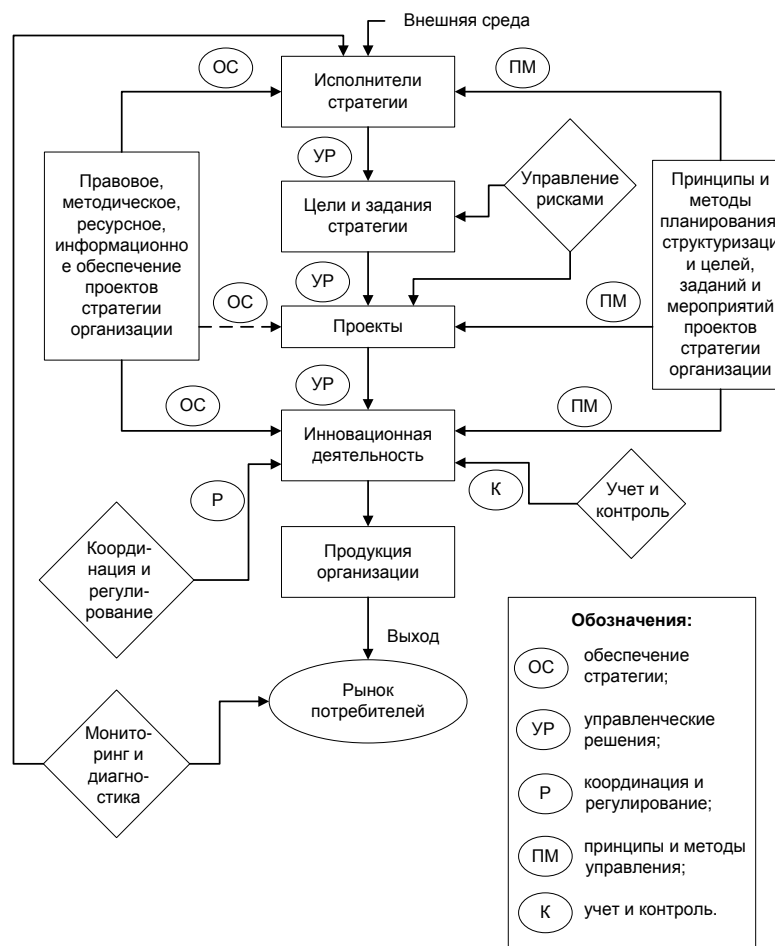 Внешняя среда
ОС
Исполнители
стратегии
ПМ
УР
Правовое,
методическое,
ресурсное,
информационно
е обеспечение
проектов
стратегии
организации
Цели и задания
стратегии
Управление
рисками
Принципы и
методы
планирования,
структуризаци
и целей,
заданий и
мероприятий
проектов
стратегии
организации
УР
ОС
Проекты
ПМ
УР
ОС
ПМ
Инновационная
деятельность
Р
К
Учет и
контроль
Коорди-
нация и
регули-
рование
Продукция
организации
Выход
Рынок
потребителей
Монито-
ринг и
диагно-
стика
Обозначения:
ОС обеспечение
стратегии;
УР управленческие
решения;
Р координация и
регулирование;
ПМ принципы и методы
управления;
К учет и контроль.